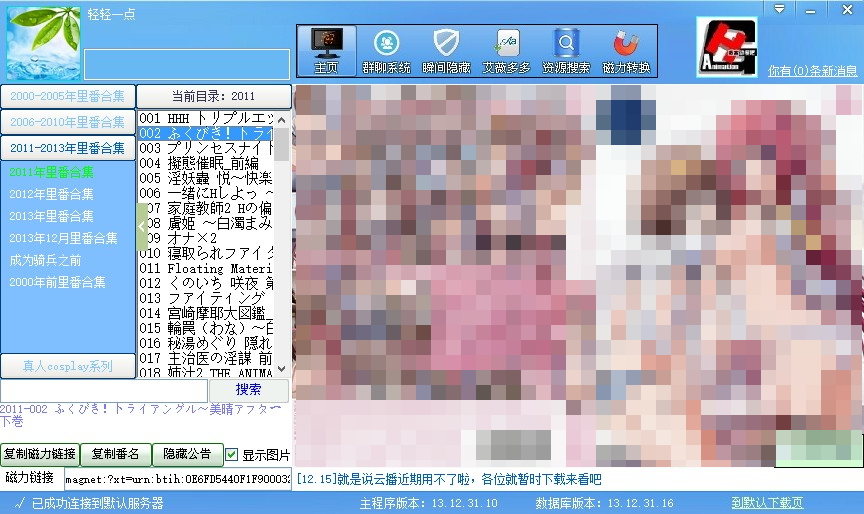 轻轻一点
主页
群聊系统
瞬间隐藏
艾薇多多
资源搜索
磁力转换
Animation
你有(0)条新消息
2000-2005年里番合集
2006-2010年里番合集
2011-2013年里番合集
2011年里番合集
2012年里番合集
2013年里番合集
2013年12月里番合集
成为骑兵之前
2000年前里番合集
真人cosplay系列
当前目录: 2011
001 HHH トリプルエッ
002 ふくびき！トライ
003 プリンセスナイト
004 擬態催眠_前編
005 淫妖蟲 悦～快楽
006 一緒にHしよっ ～
07 家庭教師2 Hの偏
08 虜姫 ～白濁まみ
09 オナ×2
010 寝取られファイタ
011 Floating Materi
012 くのいち 咲夜 第
013 ファイティング
014 宮崎摩耶大図鑑_
015 輪罠（わな）～白
016 秘湯めぐり 隠れ
017 主治医の淫謀 前
018 姉汁2 THE ANIMA
搜索
2011-002 ふくびき！トライアングル～美晴アフター
下巻
复制磁力链接
复制番名
隐藏公告
显示图片
磁力链接
magnet:?xt=urn:btih:0E6FD5440F1F90003
[12.15]就是说云播近期用不了啦，各位就暂时下载来看吧
√ 已成功连接到默认服务器
主程序版本: 13.12.31.10
数据库版本: 13.12.31.16
到默认下载页